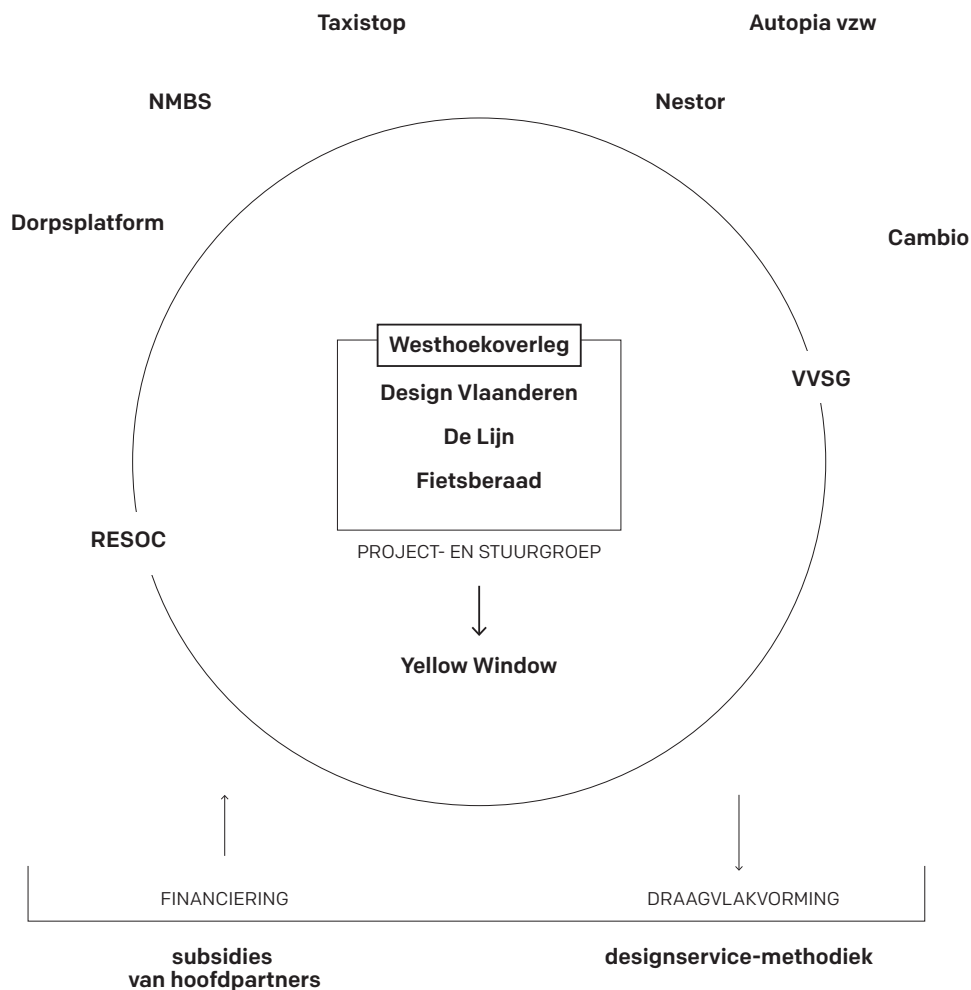 Taxistop
Autopia vzw
NMBS
Nestor
Dorpsplatform
Cambio
Westhoekoverleg
Design Vlaanderen
VVSG
De Lijn
Fietsberaad
RESOC
PROJECT- EN STUURGROEP
Yellow Window
FINANCIERING
DRAAGVLAKVORMING
subsidies
van hoofdpartners
designservice-methodiek